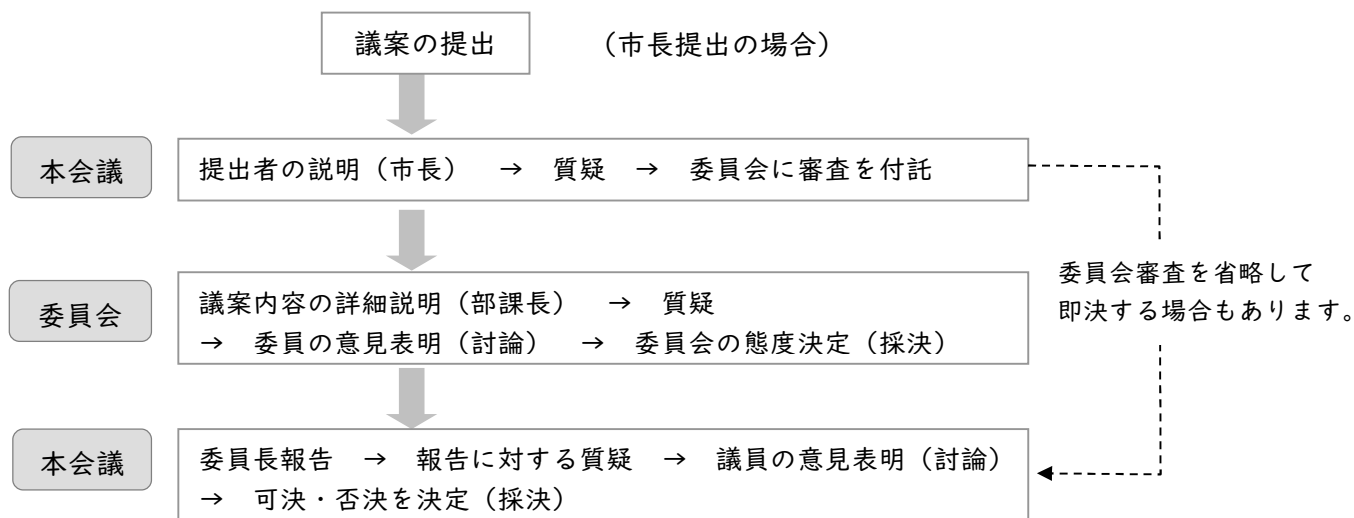 議案の提出 （市長提出の場合）
本会議
提出者の説明（市長） → 質疑 → 委員会に審査を付託
委員会
議案内容の詳細説明（部課長） → 質疑
→ 委員の意見表明（討論） → 委員会の態度決定（採決）
委員会審査を省略して
即決する場合もあります。
本会議
委員長報告 → 報告に対する質疑 → 議員の意見表明（討論）
→ 可決・否決を決定（採決）